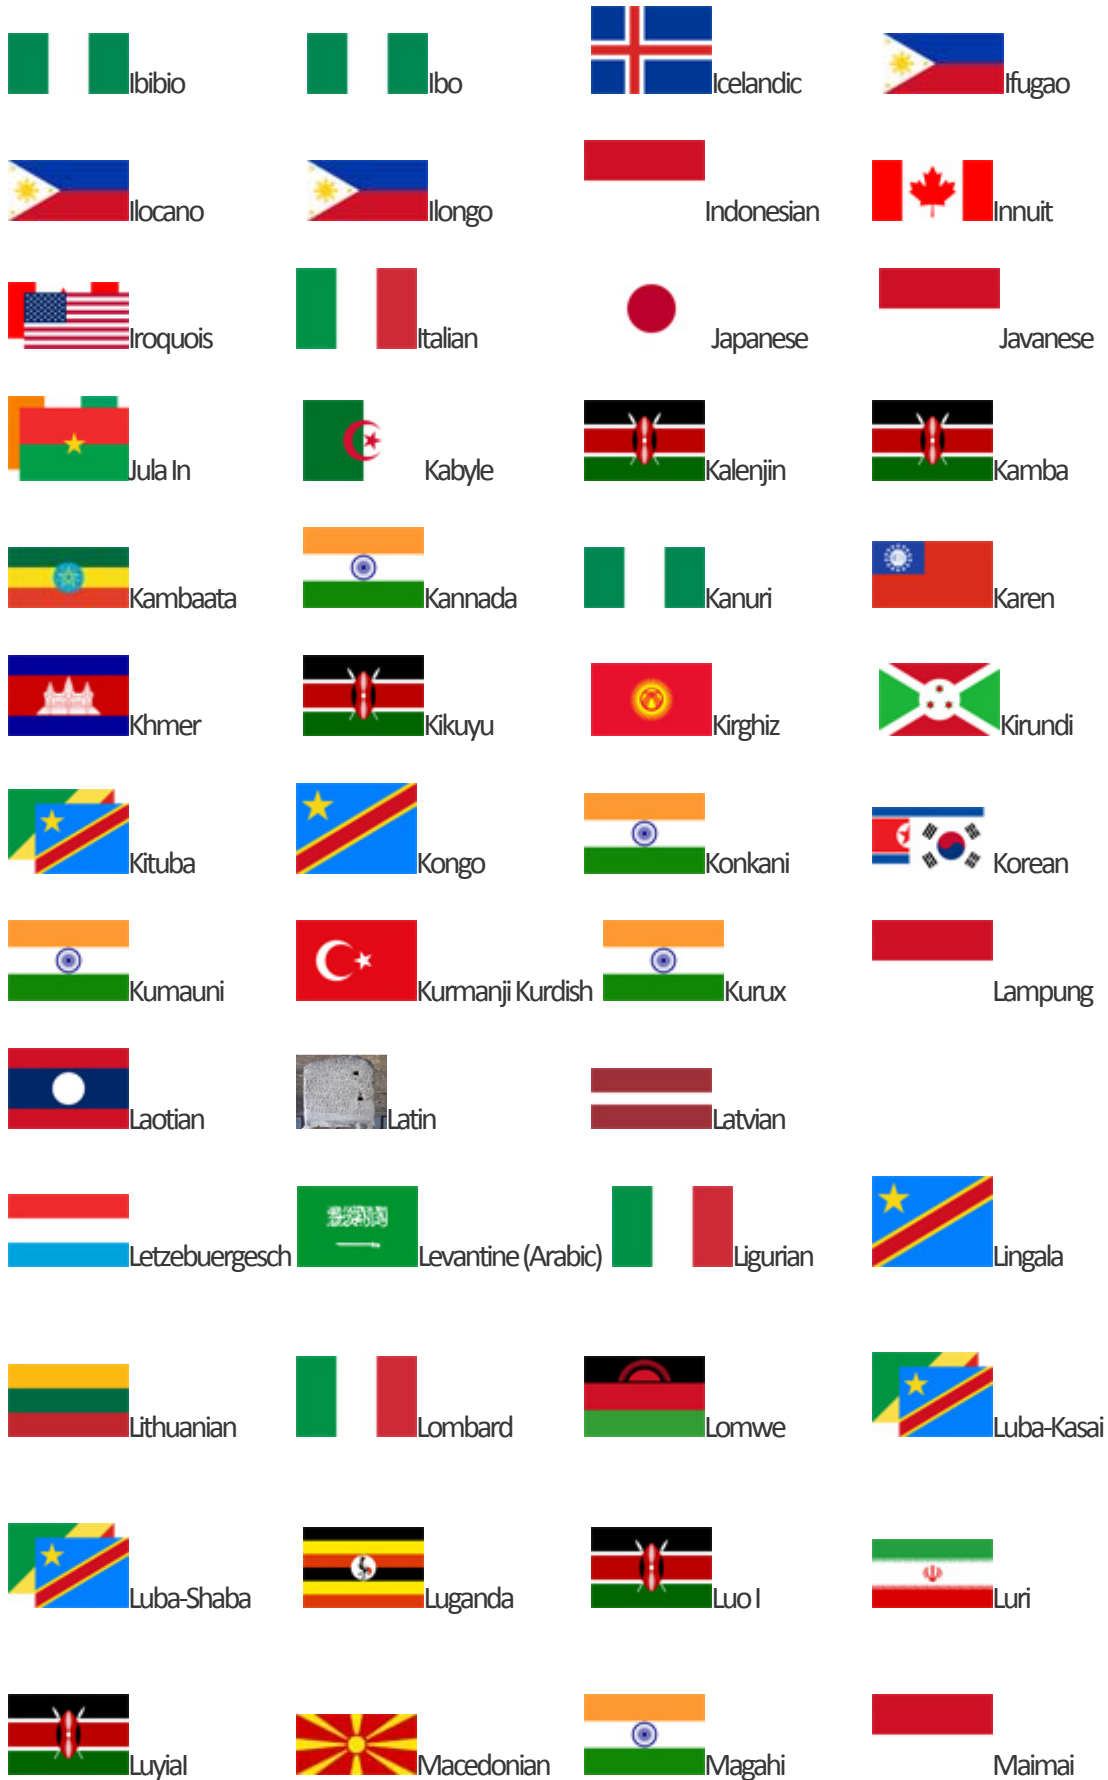 Ibibio Ibo Icelandic Ifugao
Ilocano Ilongo Indonesian Innuit
Iroquois Italian Japanese Javanese
Jula In Kabyle Kalenjin Kamba
Kambaata Kannada Kanuri Karen
Khmer Kikuyu Kirghiz Kirundi
Kituba Kongo Konkani Korean
Kumauni Kurmanji Kurdish Kurux Lampung
Laotian Latin Latvian
Letzebuergesch Levantine (Arabic) Ligurian Lingala
Lithuanian Lombard Lomwe Luba-Kasai
Luba-Shaba Luganda Luo I Luri
Luyial Macedonian Magahi Maimai